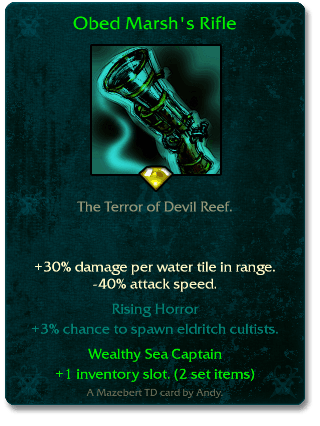 Obed Marsh's Rifle
The Terror of Devil Reef.
+30% damage per water tile in range.
-40% attack speed.
Rising Horror
+3% chance to spawn eldritch cultists.
Wealthy Sea Captain
+1 inventory slot. (2 set items)
A Mazebert TD card by Andy.